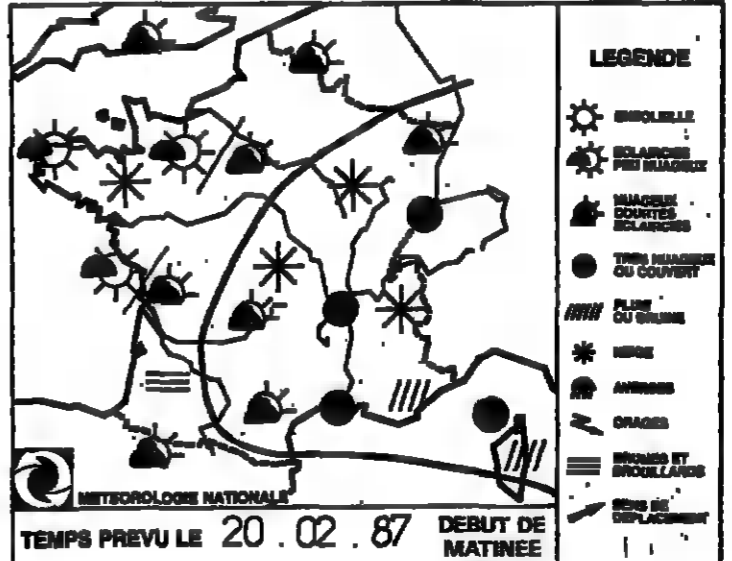 LEGENDE
ENSOLEILLE
ECLAIRCIES
PEU NUAGEUX
NUAGEUX
COURTES
ECLAIRCIES
TRES NUAGEUX
OU COUVERT
PLUIE
OU BRUINE
NEIGE
AVERSES
ORAGES
BRUMES ET
BROUILLARDS
SENS DE
DEPLACEMENT
METEOROLOGIE NATIONALE
TEMPS PREVU LE 20.02.87 DEBUT DE
MATINEE